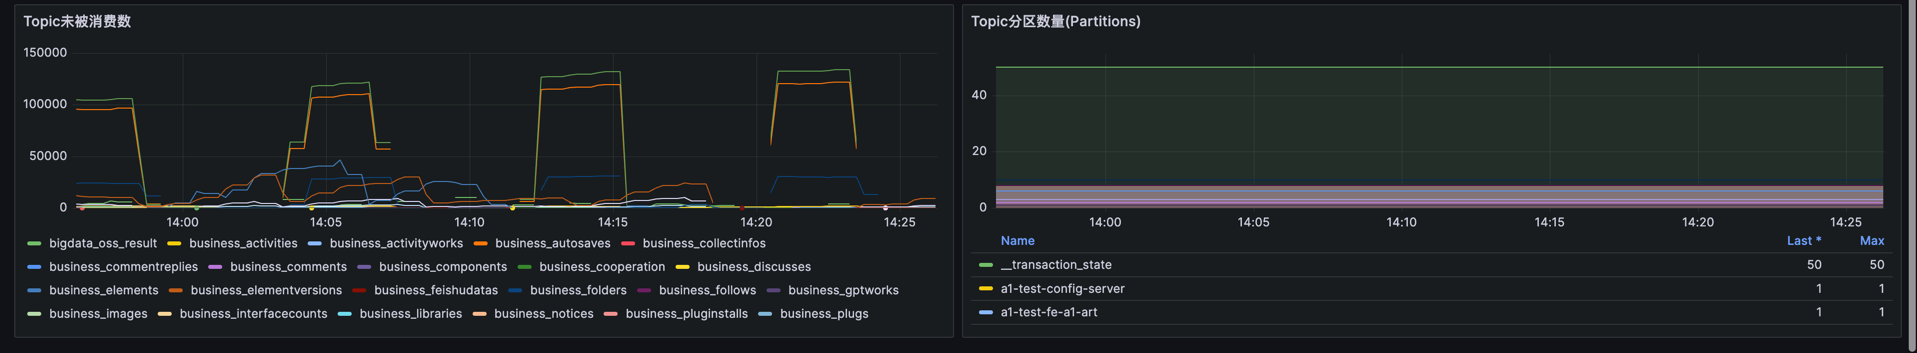 Topic未被消费数
150000
100000
50000
0
14:00 14:05 14:10 14:15 14:20 14:25
bigdata_oss_result business_activities business_activityworks business_autosaves business_collectinfos
business_commentreplies business_comments business_components business_cooperation business_discusses
business_elements business_elementversions business_feishudatas business_folders business_follows business_gptworks
business_images business_interfacecounts business_libraries business_notices business_pluginstalls business_plugs
Topic分区数量(Partitions)
40
20
0
14:00 14:05 14:10 14:15 14:20 14:25
Name Last * Max
__transaction_state 50 50
a1-test-config-server 1 1
a1-test-fe-a1-art 1 1